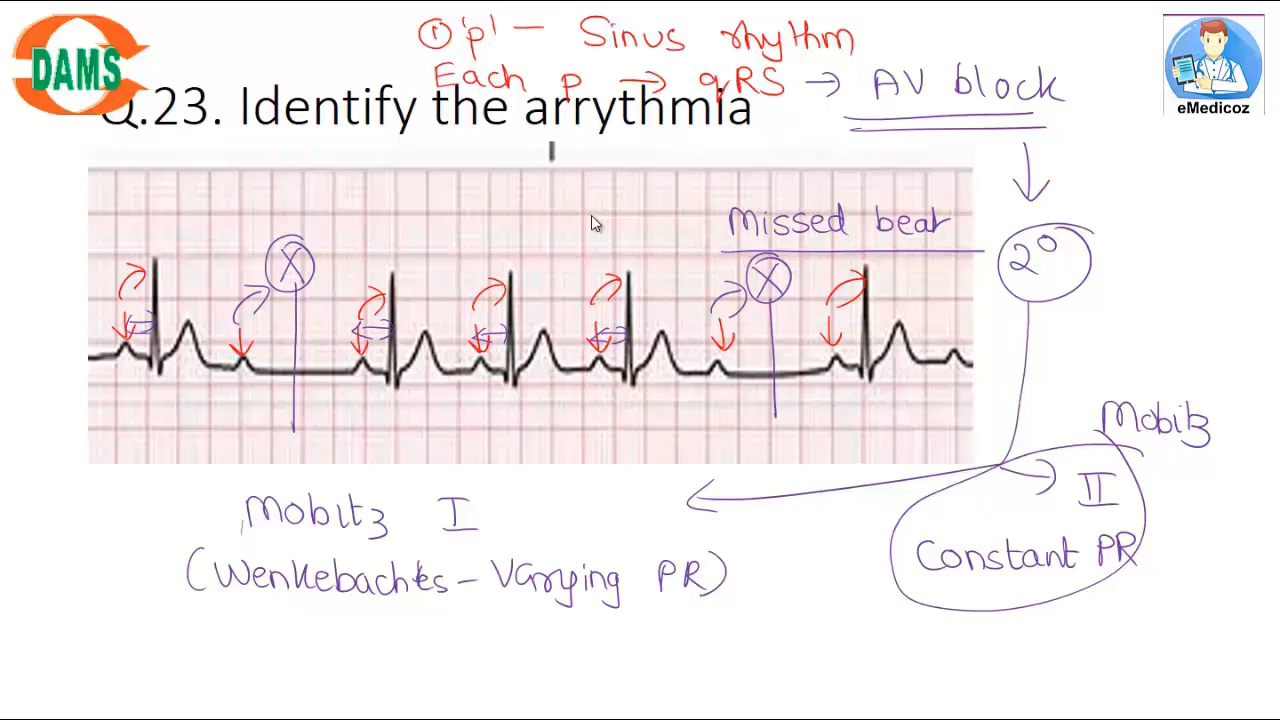 ① 'p' - Sinus rhythm
DAMS
Each p → qRS → AV block
eMedicoz
Q.23. Identify the arrythmia
Missed beat
X
X
2°
Mobitz
II
Mobitz I
Constant PR
(Wenkebach's - Varying PR)